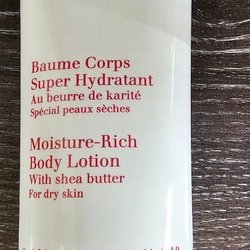 Baume Corps
Super Hydratant
Au beurre de karité
Spécial peaux sèches
Moisture-Rich
Body Lotion
With shea butter
For dry skin